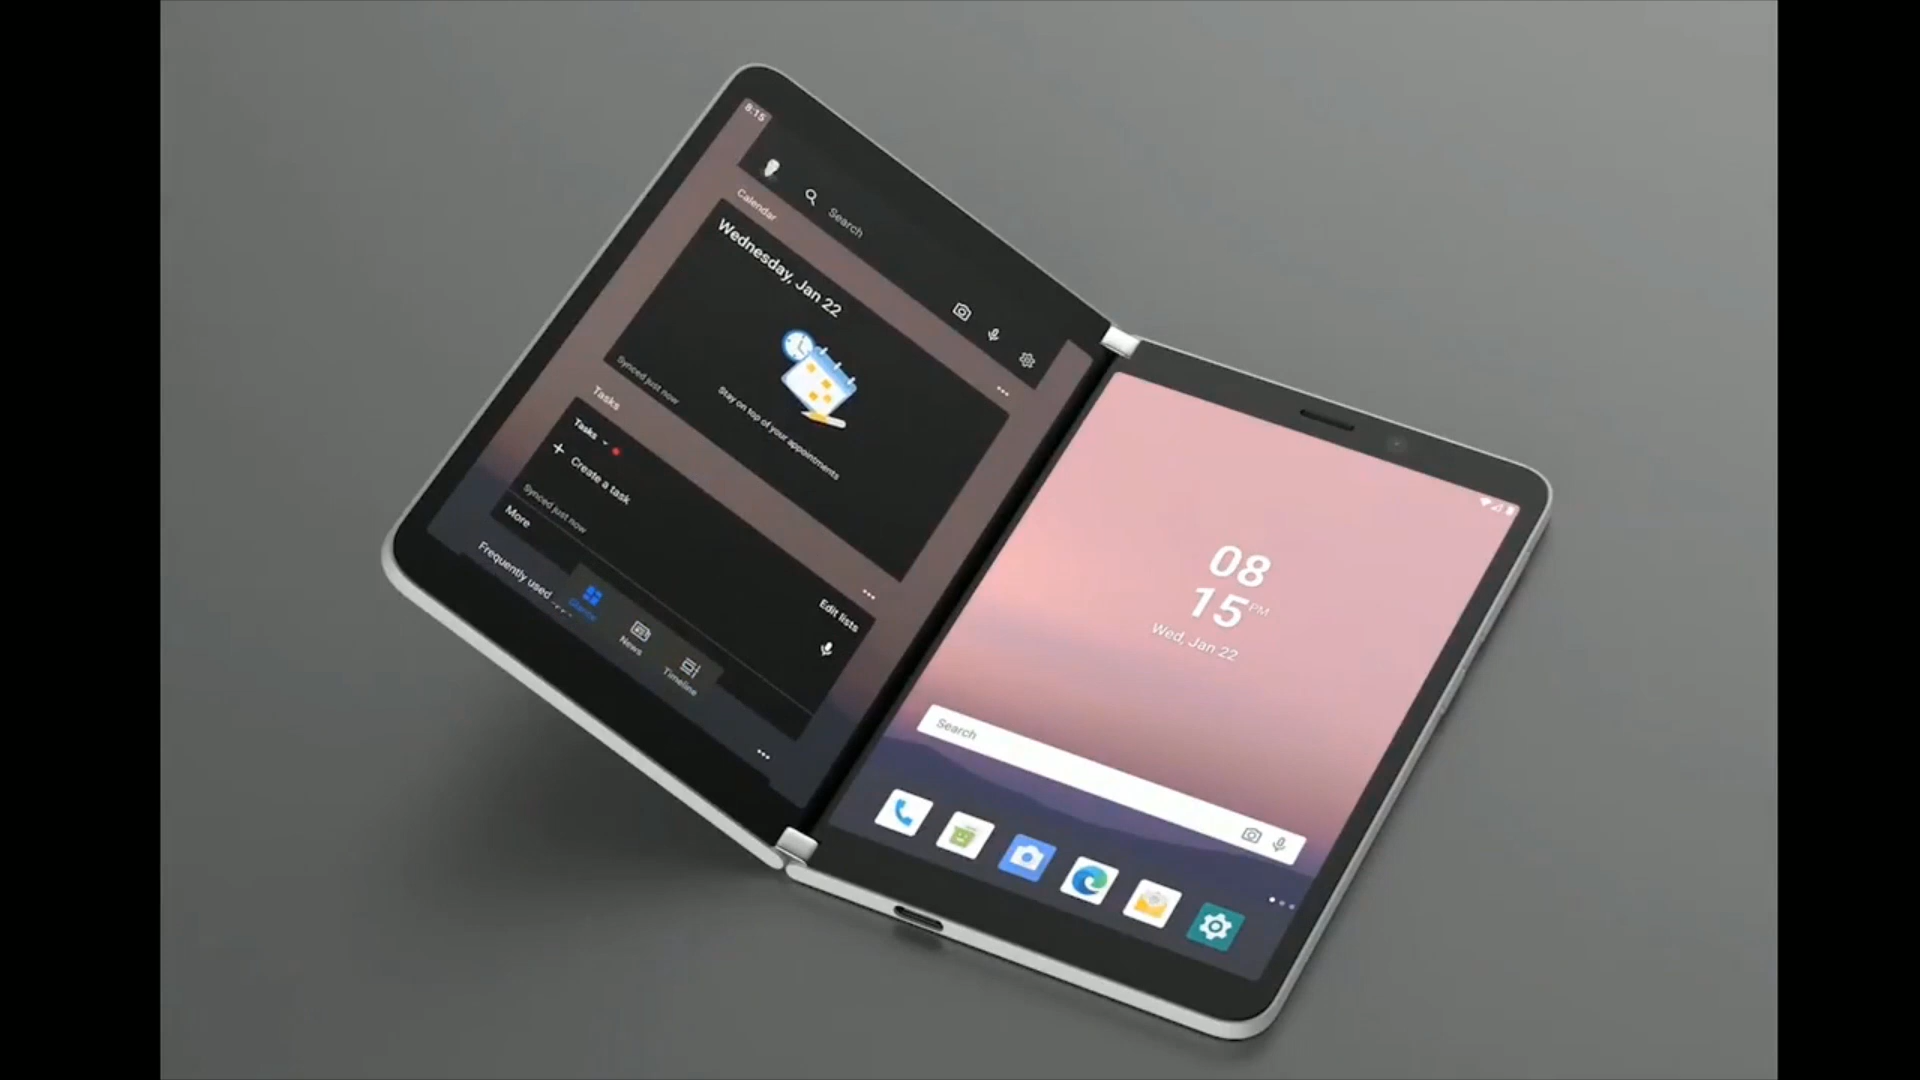 8:15
Search
Calendar
Wednesday, Jan 22
Stay on top of your appointments
Synced just now
Tasks
Tasks
Create a task
Synced just now
Edit lists
More
Frequently used
Glance
News
Timeline
08
15 PM
Wed, Jan 22
Search